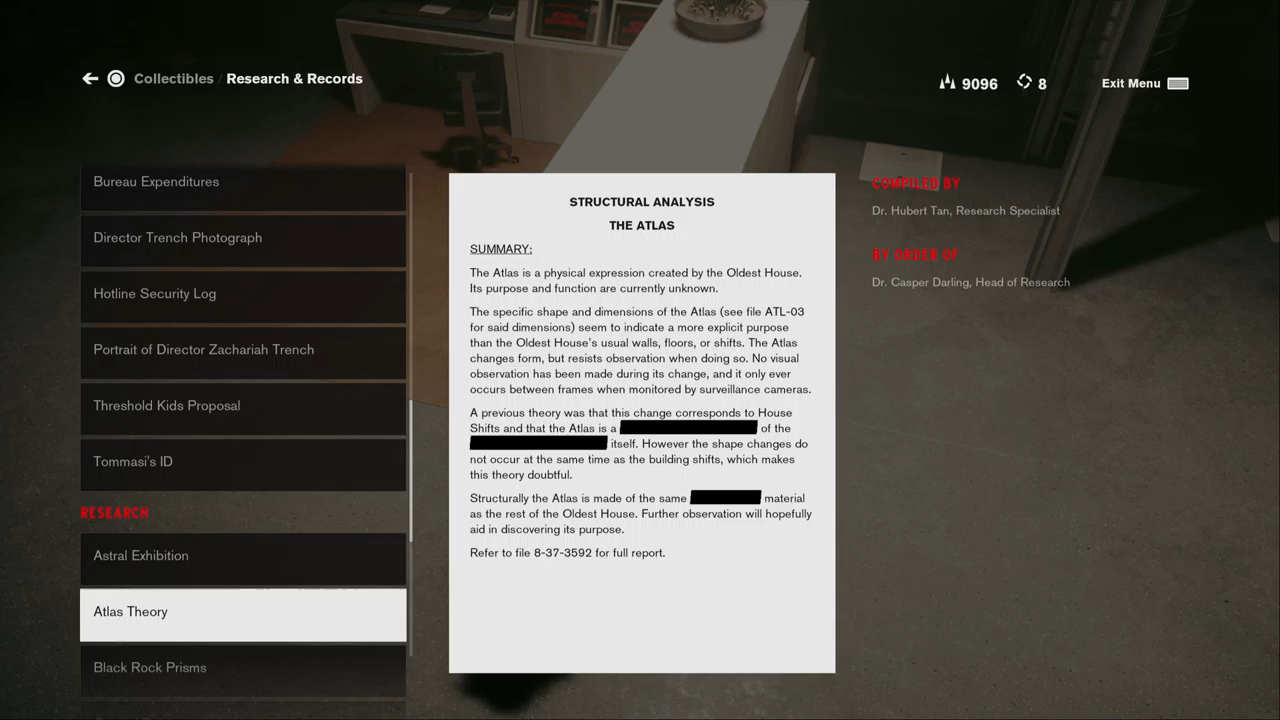 Collectibles / Research & Records
9096
8
Exit Menu
Bureau Expenditures
Director Trench Photograph
Hotline Security Log
Portrait of Director Zachariah Trench
Threshold Kids Proposal
Tommasi's ID
RESEARCH
Astral Exhibition
Atlas Theory
Black Rock Prisms
STRUCTURAL ANALYSIS
THE ATLAS
SUMMARY:
The Atlas is a physical expression created by the Oldest House.
Its purpose and function are currently unknown.
The specific shape and dimensions of the Atlas (see file ATL-03
for said dimensions) seem to indicate a more explicit purpose
than the Oldest House's usual walls, floors, or shifts. The Atlas
changes form, but resists observation when doing so. No visual
observation has been made during its change, and it only ever
occurs between frames when monitored by surveillance cameras.
A previous theory was that this change corresponds to House
Shifts and that the Atlas is a of the
itself. However the shape changes do
not occur at the same time as the building shifts, which makes
this theory doubtful.
Structurally the Atlas is made of the same material
as the rest of the Oldest House. Further observation will hopefully
aid in discovering its purpose.
Refer to file 8-37-3592 for full report.
COMPILED BY
Dr. Hubert Tan, Research Specialist
BY ORDER OF
Dr. Casper Darling, Head of Research